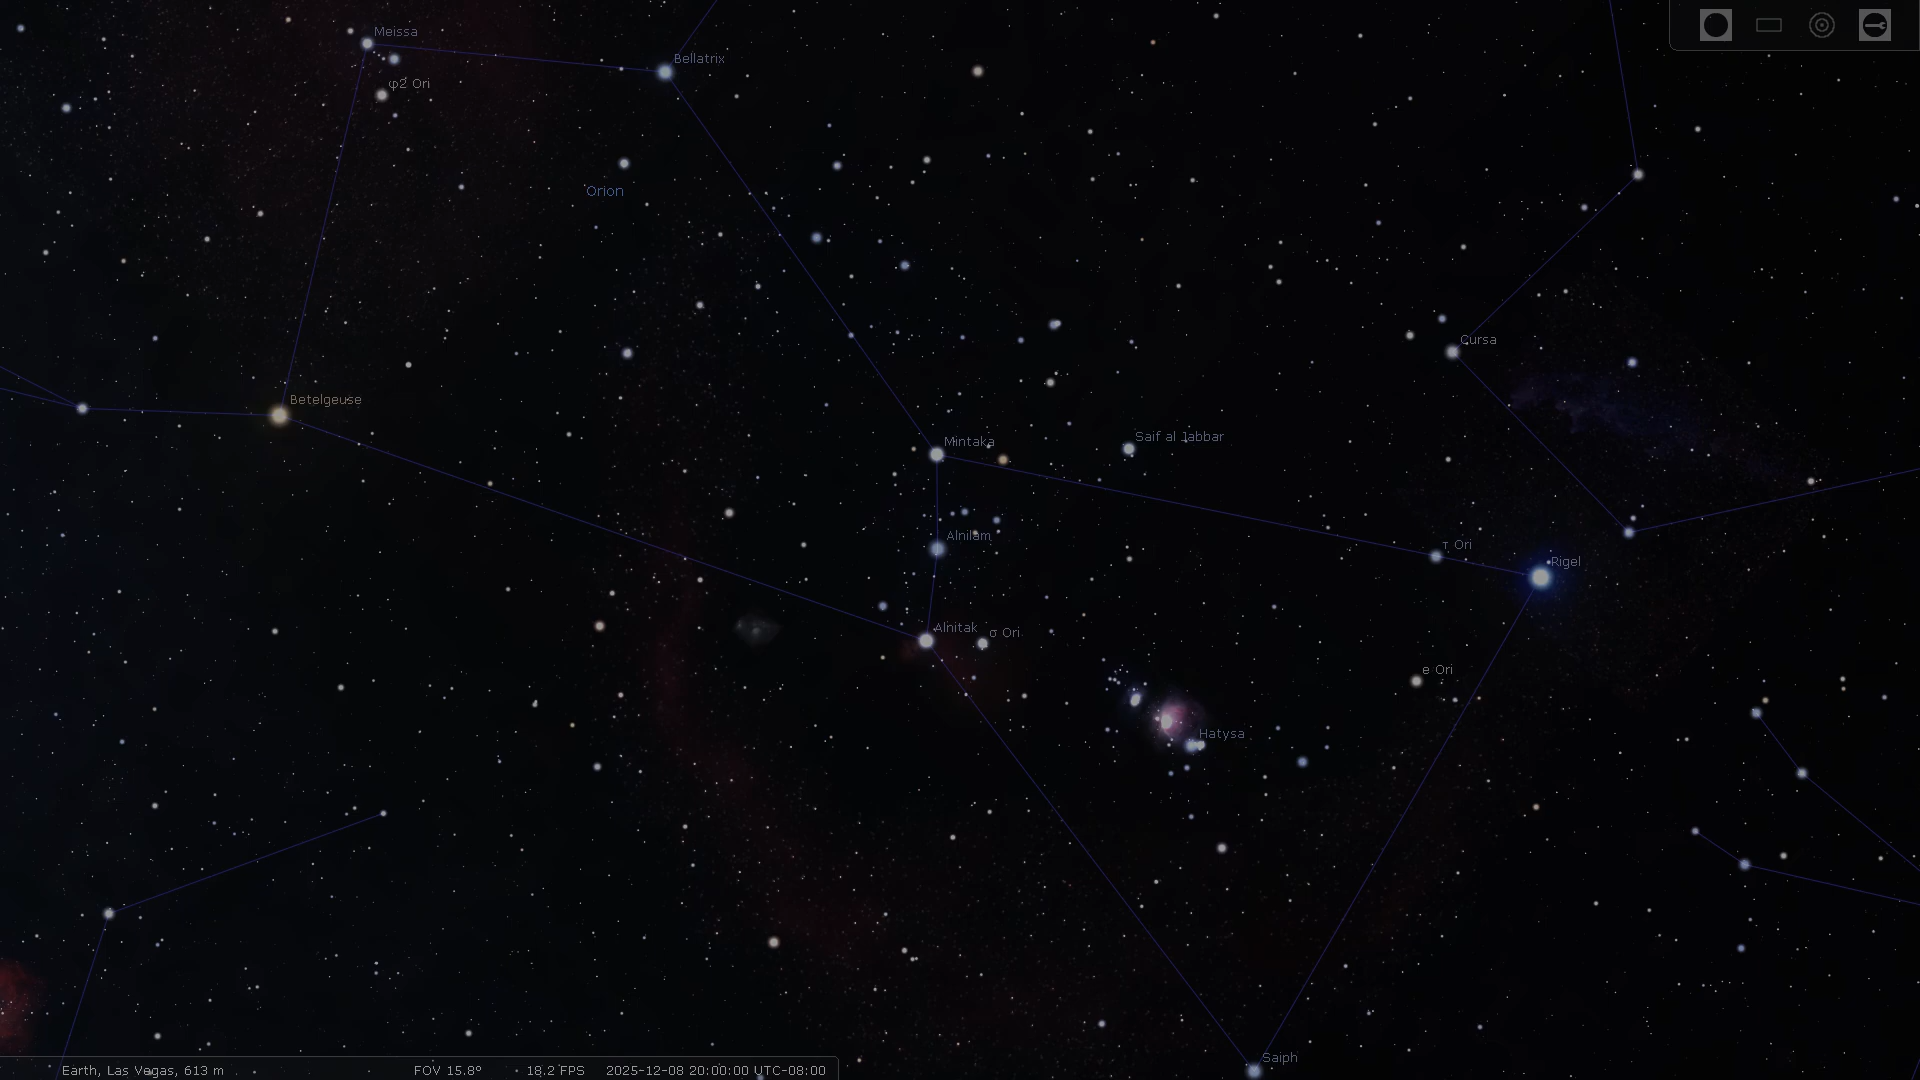 Meissa
Bellatrix
φ2 Ori
Orion
Cursa
Betelgeuse
Mintaka
Saif al Jabbar
Alnilam
τ Ori
Rigel
Alnitak
σ Ori
e Ori
Hatysa
Saiph
Earth, Las Vegas, 613 m
FOV 15.8°
18.2 FPS
2025-12-08 20:00:00 UTC-08:00